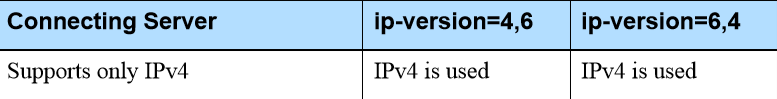 Connecting Server ip-version=4,6 ip-version=6,4
Supports only IPv4 IPv4 is used IPv4 is used